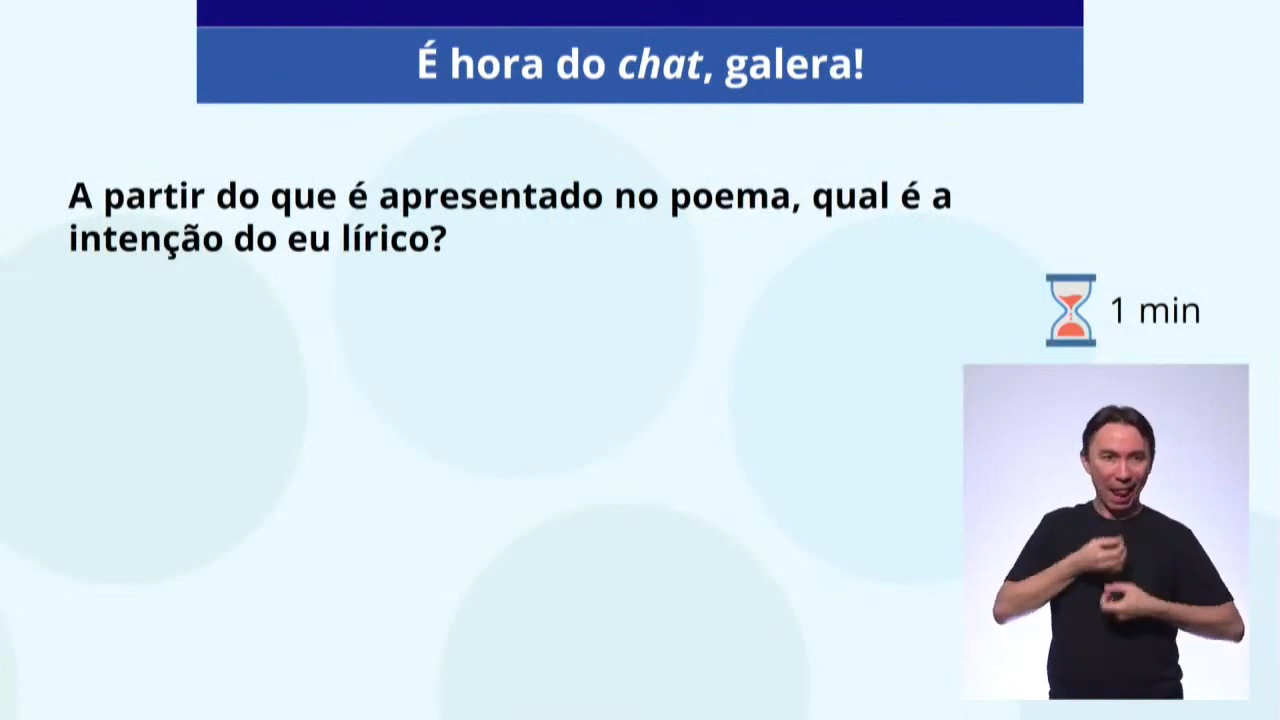 É hora do chat, galera!
A partir do que é apresentado no poema, qual é a
intenção do eu lírico?
1 min